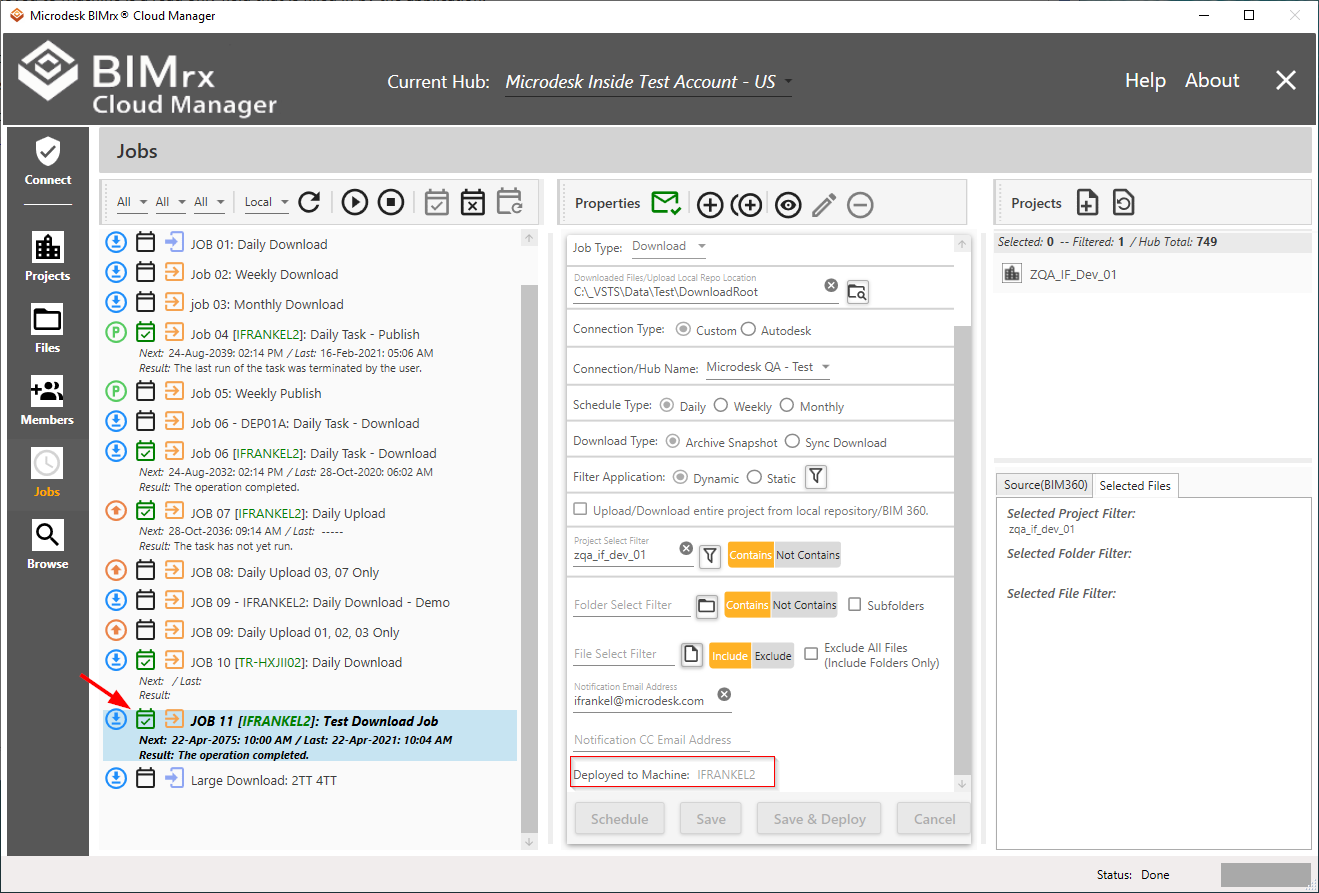 Microdesk BIMrx® Cloud Manager
BIMrx
Cloud Manager
Current Hub: Microdesk Inside Test Account - US
Help About
Connect
Projects
Files
Members
Jobs
Browse
Jobs
All All All Local
JOB 01: Daily Download
Job 02: Weekly Download
job 03: Monthly Download
P Job 04 [IFRANKEL2]: Daily Task - Publish
Next: 24-Aug-2039: 02:14 PM / Last: 16-Feb-2021: 05:06 AM
Result: The last run of the task was terminated by the user.
P Job 05: Weekly Publish
Job 06 - DEP01A: Daily Task - Download
Job 06 [IFRANKEL2]: Daily Task - Download
Next: 24-Aug-2032: 02:14 PM / Last: 28-Oct-2020: 06:02 AM
Result: The operation completed.
JOB 07 [IFRANKEL2]: Daily Upload
Next: 28-Oct-2036: 09:14 AM / Last: -----
Result: The task has not yet run.
JOB 08: Daily Upload 03, 07 Only
JOB 09 - IFRANKEL2: Daily Download - Demo
JOB 09: Daily Upload 01, 02, 03 Only
JOB 10 [TR-HXJII02]: Daily Download
Next: / Last:
Result:
JOB 11 [IFRANKEL2]: Test Download Job
Next: 22-Apr-2075: 10:00 AM / Last: 22-Apr-2021: 10:04 AM
Result: The operation completed.
Large Download: 2TT 4TT
Properties
Job Type: Download
Downloaded Files/Upload Local Repo Location
C:\_VSTS\Data\Test\DownloadRoot
Connection Type: Custom Autodesk
Connection/Hub Name: Microdesk QA - Test
Schedule Type: Daily Weekly Monthly
Download Type: Archive Snapshot Sync Download
Filter Application: Dynamic Static
Upload/Download entire project from local repository/BIM 360.
Project Select Filter
zqa_if_dev_01 Contains Not Contains
Folder Select Filter Contains Not Contains Subfolders
File Select Filter Include Exclude Exclude All Files
(Include Folders Only)
Notification Email Address
ifrankel@microdesk.com
Notification CC Email Address
Deployed to Machine: IFRANKEL2
Schedule Save Save & Deploy Cancel
Projects
Selected: 0 -- Filtered: 1 / Hub Total: 749
ZQA_IF_Dev_01
Source(BIM360) Selected Files
Selected Project Filter:
zqa_if_dev_01
Selected Folder Filter:
Selected File Filter:
Status: Done